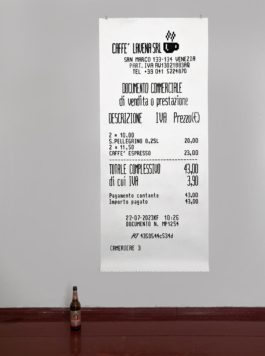 CAFFE' LAVENA SRL
SAN MARCO 133-134 VENEZIA
TEL +39 041 5224070
DOCUMENTO COMMERCIALE
di vendita o prestazione
DESCRIZIONE IVA Prezzo(€)
2 * 10.00
S.PELLEGRINO 0,25L 20,00
2 * 11.50
CAFFE' ESPRESSO 23,00
TOTALE COMPLESSIVO 43,00
di cui IVA 3,90
Pagamento contante 43,00
Importo pagato 43,00
DOCUMENTO N.
CAMERIERE 3